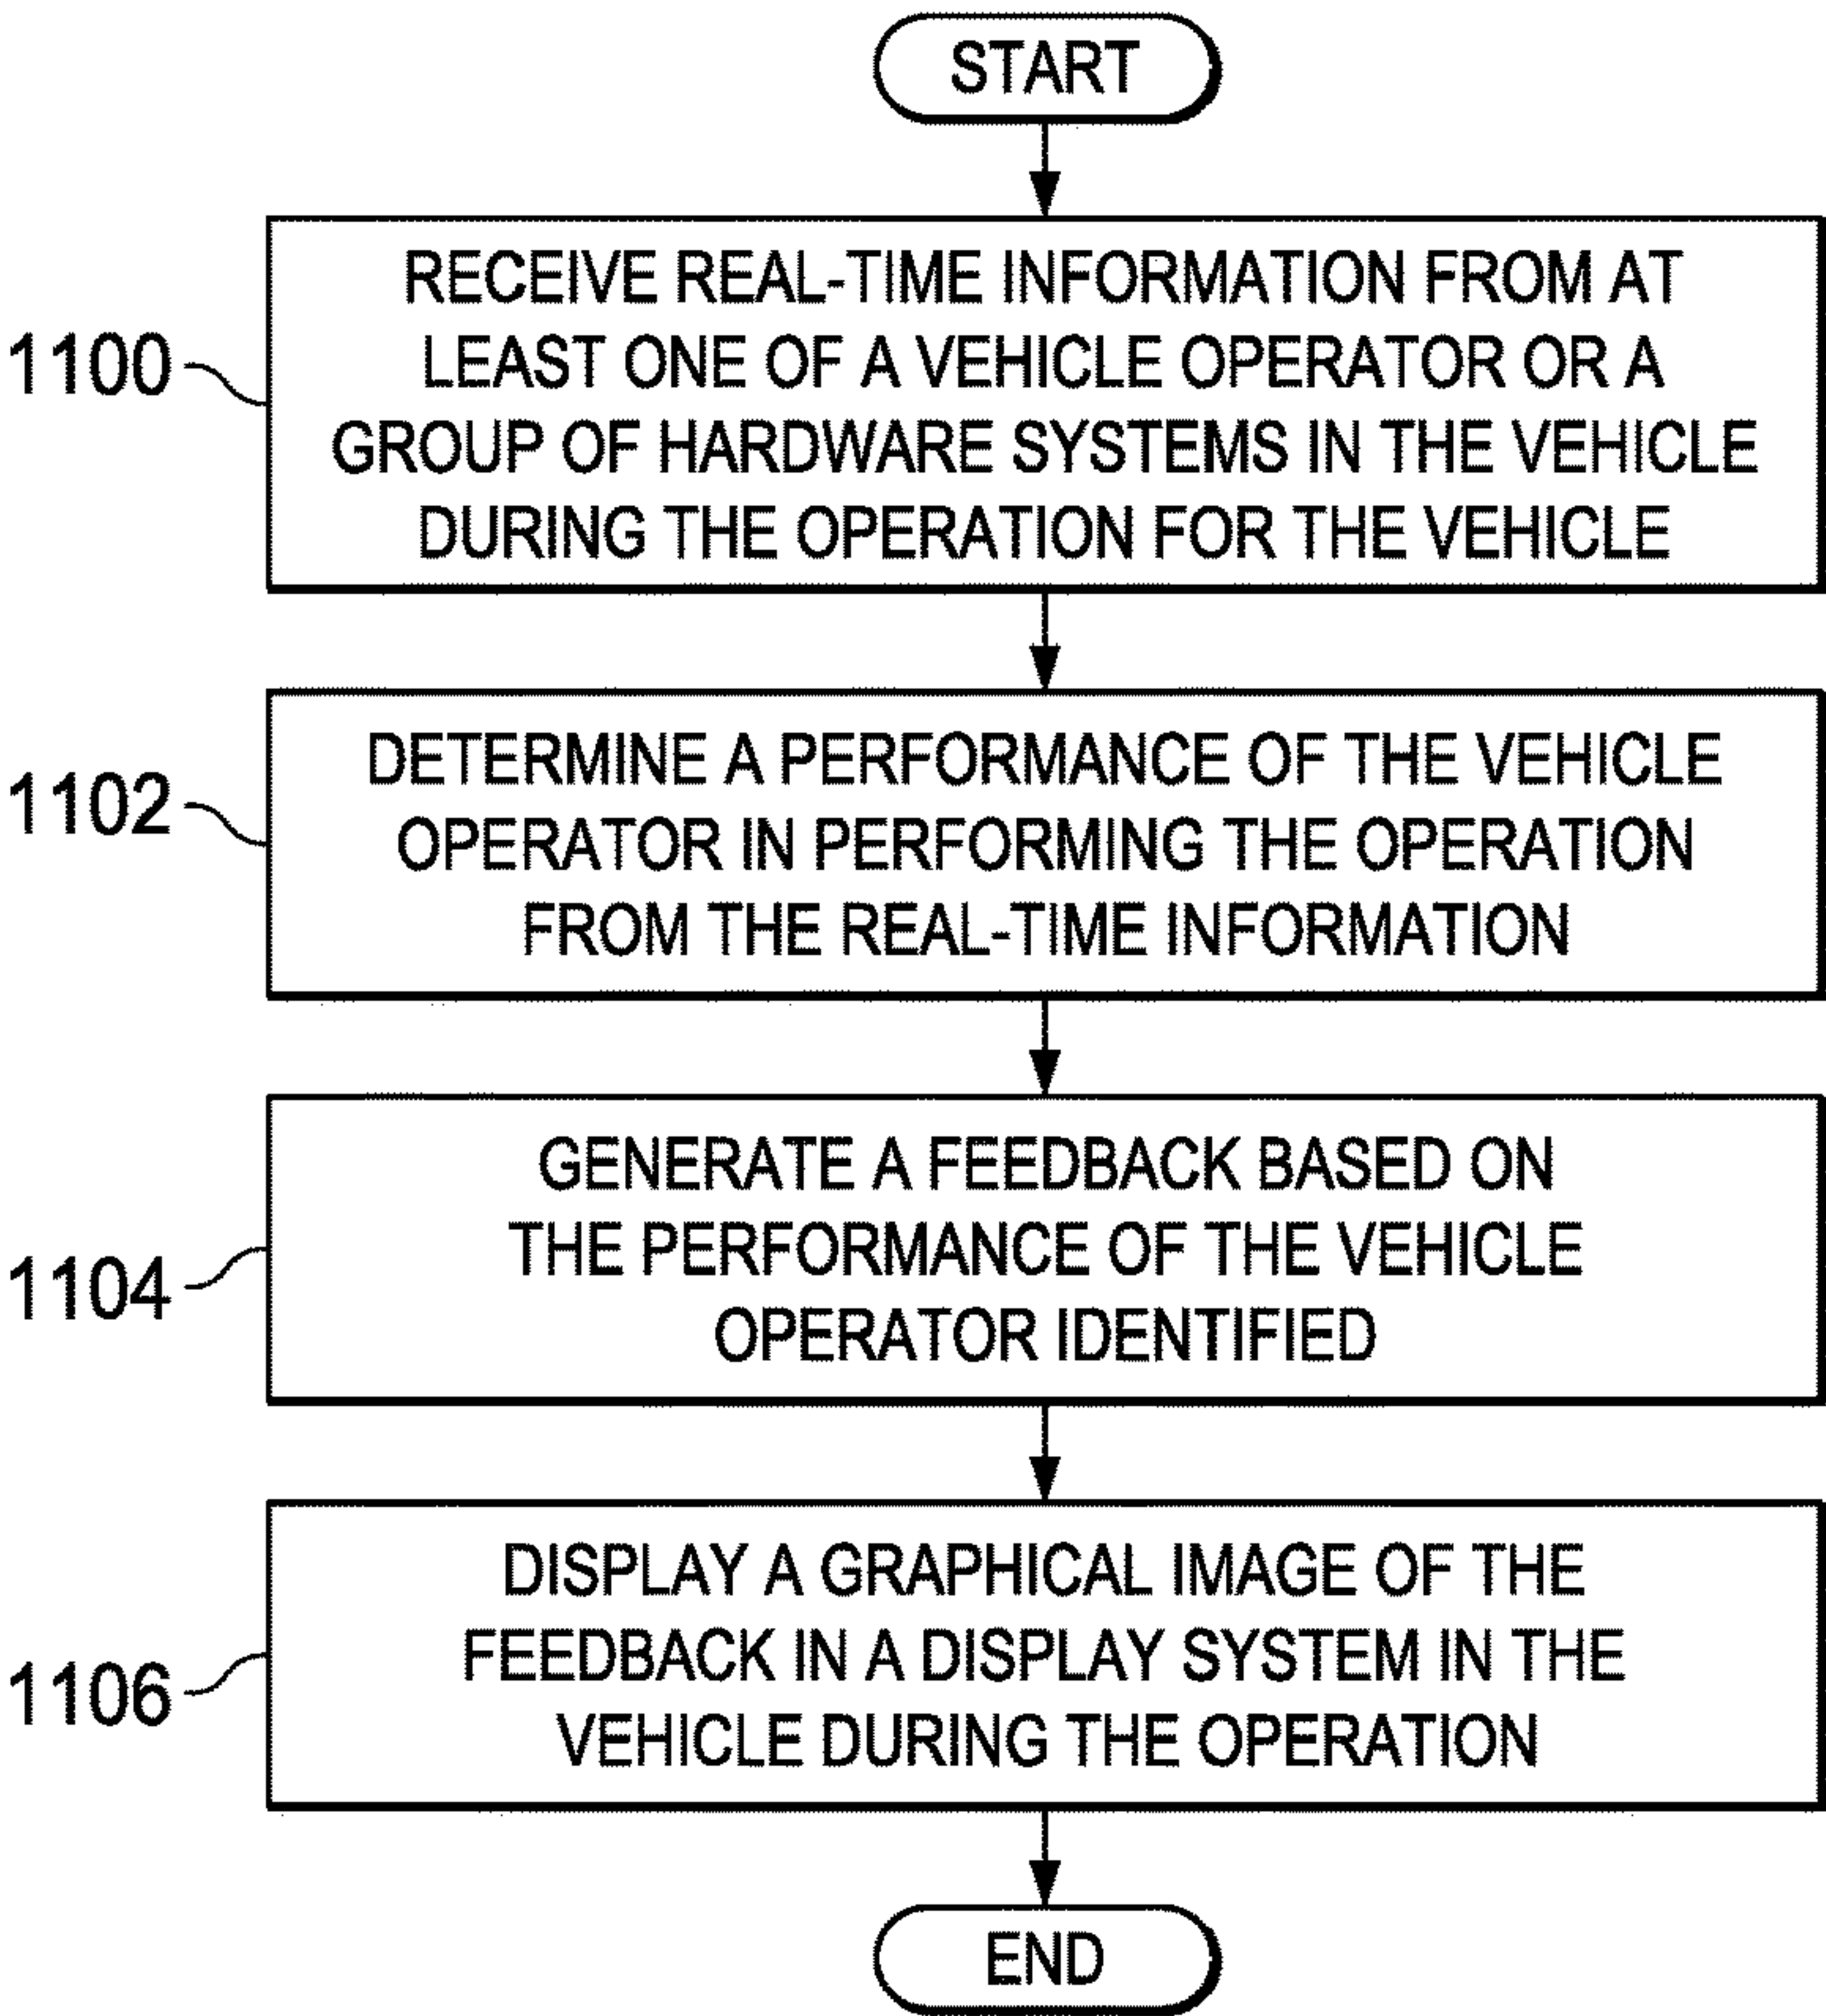 START
1100
RECEIVE REAL-TIME INFORMATION FROM AT
LEAST ONE OF A VEHICLE OPERATOR OR A
GROUP OF HARDWARE SYSTEMS IN THE VEHICLE
DURING THE OPERATION FOR THE VEHICLE
1102
DETERMINE A PERFORMANCE OF THE VEHICLE
OPERATOR IN PERFORMING THE OPERATION
FROM THE REAL-TIME INFORMATION
1104
GENERATE A FEEDBACK BASED ON
THE PERFORMANCE OF THE VEHICLE
OPERATOR IDENTIFIED
1106
DISPLAY A GRAPHICAL IMAGE OF THE
FEEDBACK IN A DISPLAY SYSTEM IN THE
VEHICLE DURING THE OPERATION
END